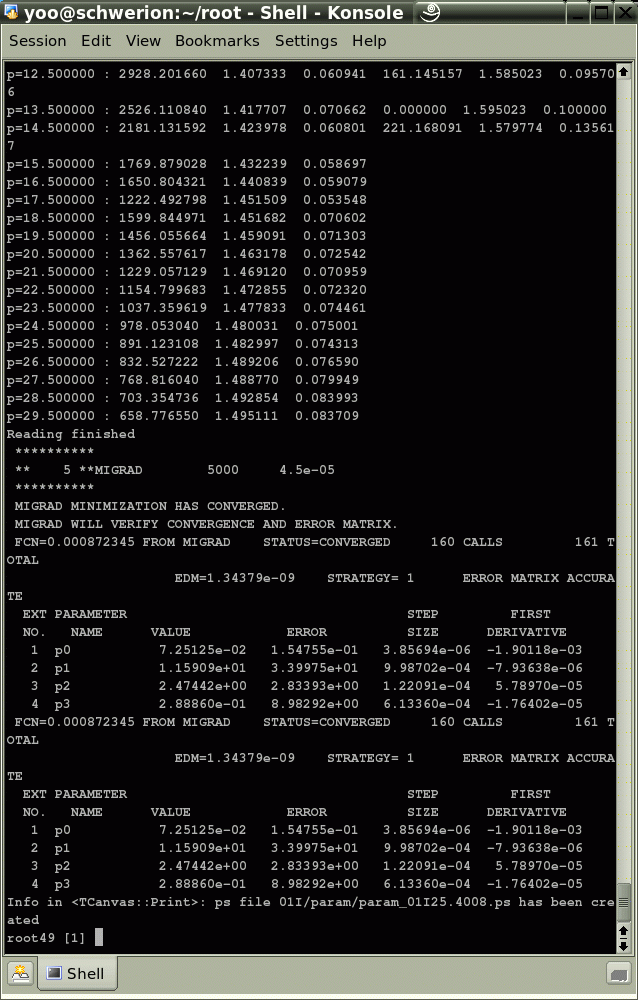 yoo@schwerion:~/root - Shell - Konsole
Session Edit View Bookmarks Settings Help
p=12.500000 : 2928.201660  1.407333  0.060941  161.145157  1.585023  0.09570
6
p=13.500000 : 2526.110840  1.417707  0.070662  0.000000  1.595023  0.100000
p=14.500000 : 2181.131592  1.423978  0.060801  221.168091  1.579774  0.13561
7
p=15.500000 : 1769.879028  1.432239  0.058697
p=16.500000 : 1650.804321  1.440839  0.059079
p=17.500000 : 1222.492798  1.451509  0.053548
p=18.500000 : 1599.844971  1.451682  0.070602
p=19.500000 : 1456.055664  1.459091  0.071303
p=20.500000 : 1362.557617  1.463178  0.072542
p=21.500000 : 1229.057129  1.469120  0.070959
p=22.500000 : 1154.799683  1.472855  0.072320
p=23.500000 : 1037.359619  1.477833  0.074461
p=24.500000 : 978.053040  1.480031  0.075001
p=25.500000 : 891.123108  1.482997  0.074313
p=26.500000 : 832.527222  1.489206  0.076590
p=27.500000 : 768.816040  1.488770  0.079949
p=28.500000 : 703.354736  1.492854  0.083993
p=29.500000 : 658.776550  1.495111  0.083709
Reading finished
 **********
 **    5 **MIGRAD        5000     4.5e-05
 **********
 MIGRAD MINIMIZATION HAS CONVERGED.
 MIGRAD WILL VERIFY CONVERGENCE AND ERROR MATRIX.
 FCN=0.000872345 FROM MIGRAD    STATUS=CONVERGED     160 CALLS         161 T
OTAL
                     EDM=1.34379e-09    STRATEGY= 1      ERROR MATRIX ACCURA
TE
  EXT PARAMETER                                   STEP         FIRST
  NO.   NAME      VALUE            ERROR          SIZE      DERIVATIVE
   1  p0           7.25125e-02   1.54755e-01   3.85694e-06  -1.90118e-03
   2  p1           1.15909e+01   3.39975e+01   9.98702e-04  -7.93638e-06
   3  p2           2.47442e+00   2.83393e+00   1.22091e-04   5.78970e-05
   4  p3           2.88860e-01   8.98292e+00   6.13360e-04  -1.76402e-05
 FCN=0.000872345 FROM MIGRAD    STATUS=CONVERGED     160 CALLS         161 T
OTAL
                     EDM=1.34379e-09    STRATEGY= 1      ERROR MATRIX ACCURA
TE
  EXT PARAMETER                                   STEP         FIRST
  NO.   NAME      VALUE            ERROR          SIZE      DERIVATIVE
   1  p0           7.25125e-02   1.54755e-01   3.85694e-06  -1.90118e-03
   2  p1           1.15909e+01   3.39975e+01   9.98702e-04  -7.93638e-06
   3  p2           2.47442e+00   2.83393e+00   1.22091e-04   5.78970e-05
   4  p3           2.88860e-01   8.98292e+00   6.13360e-04  -1.76402e-05
Info in <TCanvas::Print>: ps file 01I/param/param_01I25.4008.ps has been cre
ated
root49 [1]
Shell